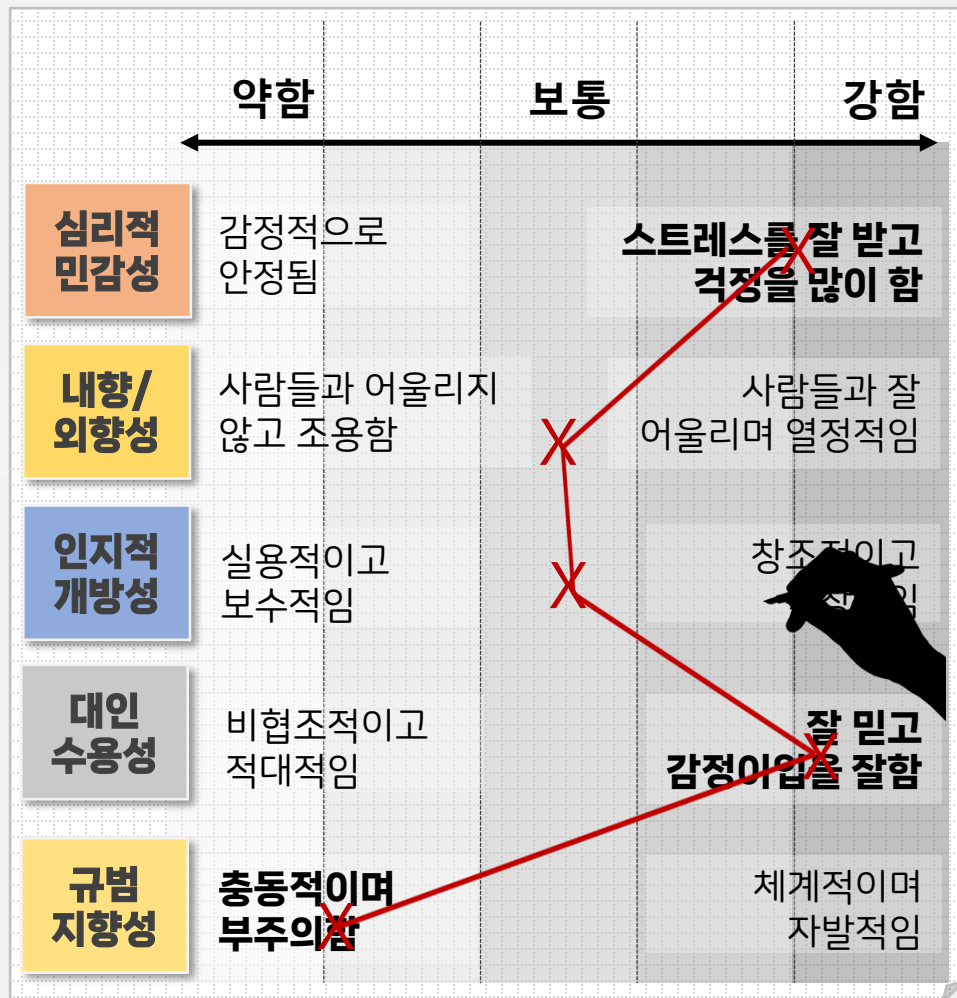 약함 보통 강함
심리적
민감성
감정적으로
안정됨
스트레스를 잘 받고
걱정을 많이 함
내향/
외향성
사람들과 어울리지
않고 조용함
사람들과 잘
어울리며 열정적임
인지적
개방성
실용적이고
보수적임
창조적이고
대인
수용성
비협조적이고
적대적임
잘 믿고
감정이입을 잘함
규범
지향성
충동적이며
부주의함
체계적이며
자발적임